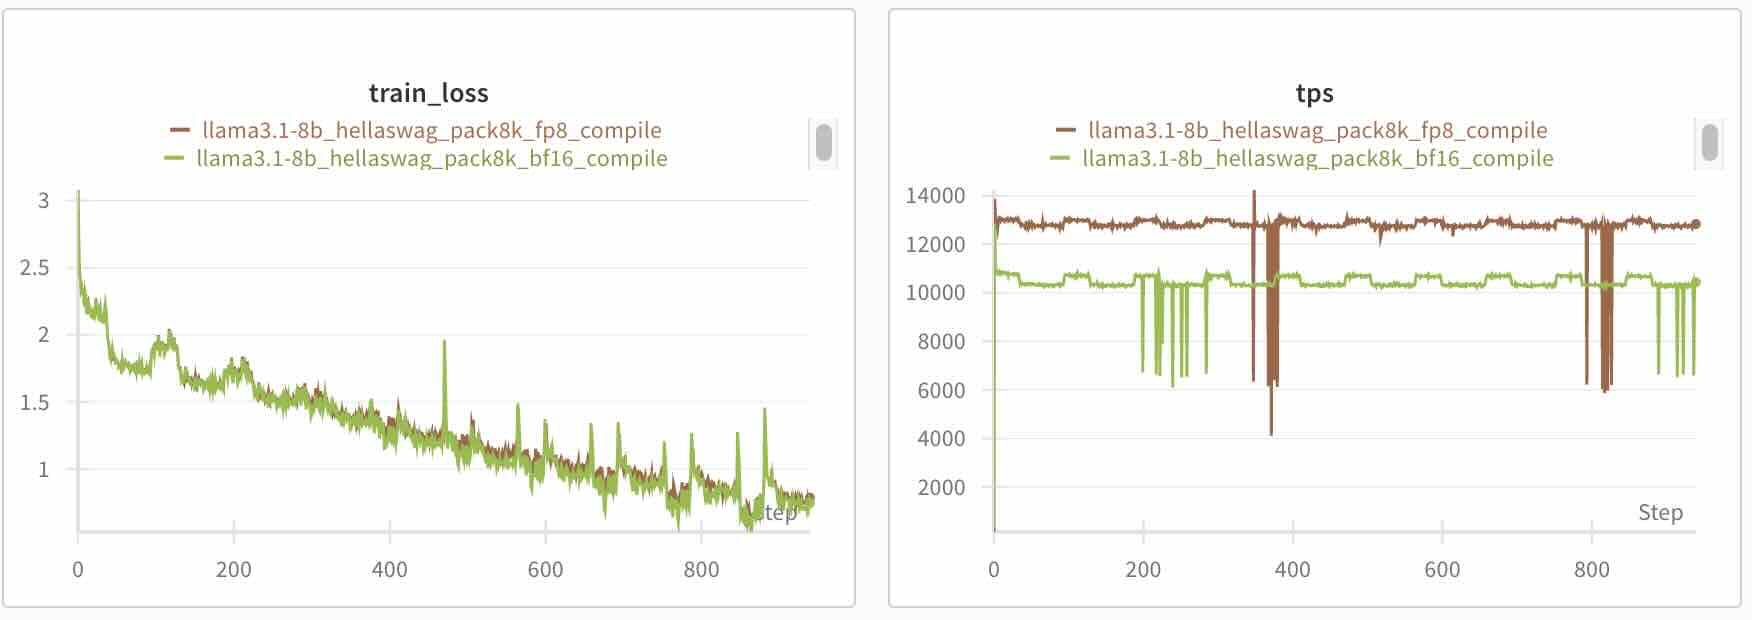 train_loss
llama3.1-8b_hellaswag_pack8k_fp8_compile
llama3.1-8b_hellaswag_pack8k_bf16_compile
3
2.5
2
1.5
1
Step
0 200 400 600 800
tps
llama3.1-8b_hellaswag_pack8k_fp8_compile
llama3.1-8b_hellaswag_pack8k_bf16_compile
14000
12000
10000
8000
6000
4000
2000
Step
0 200 400 600 800